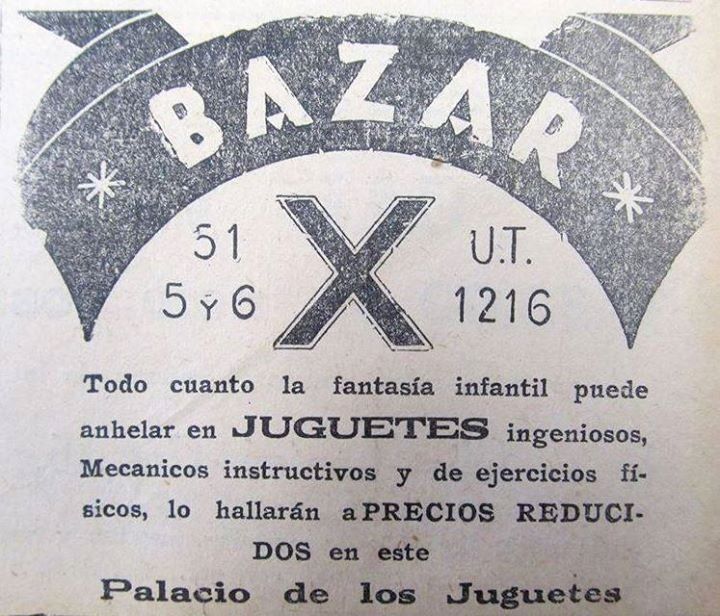 BAZAR
X
51
5 Y 6
U.T.
1216
Todo cuanto la fantasía infantil puede
anhelar en JUGUETES ingeniosos,
Mecanicos instructivos y de ejercicios fí-
sicos, lo hallarán a PRECIOS REDUCI-
DOS en este
Palacio de los Juguetes